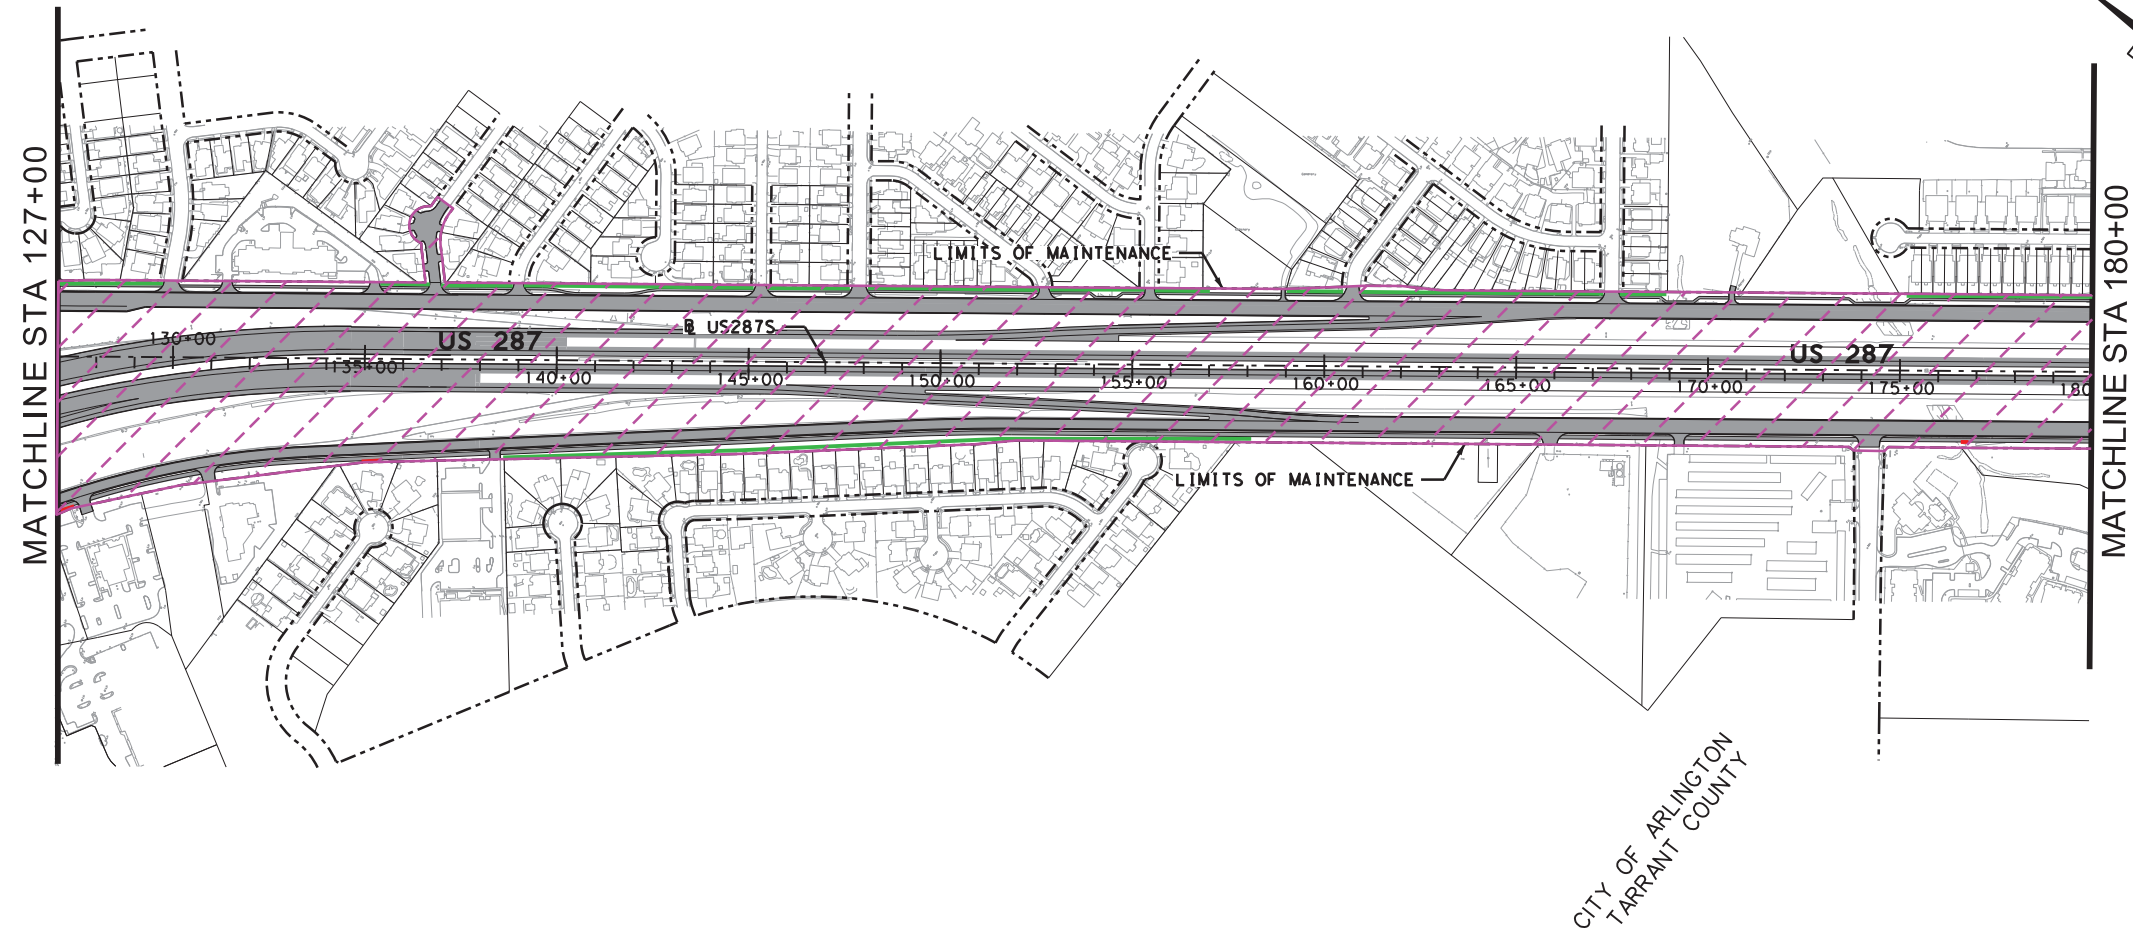 MATCHLINE STA 127+00
LIMITS OF MAINTENANCE
130+00
US 287
B US287S
135+00
140+00
145+00
150+00
155+00
160+00
165+00
170+00
US 287
175+00
180
MATCHLINE STA 180+00
LIMITS OF MAINTENANCE
CITY OF ARLINGTON
TARRANT COUNTY